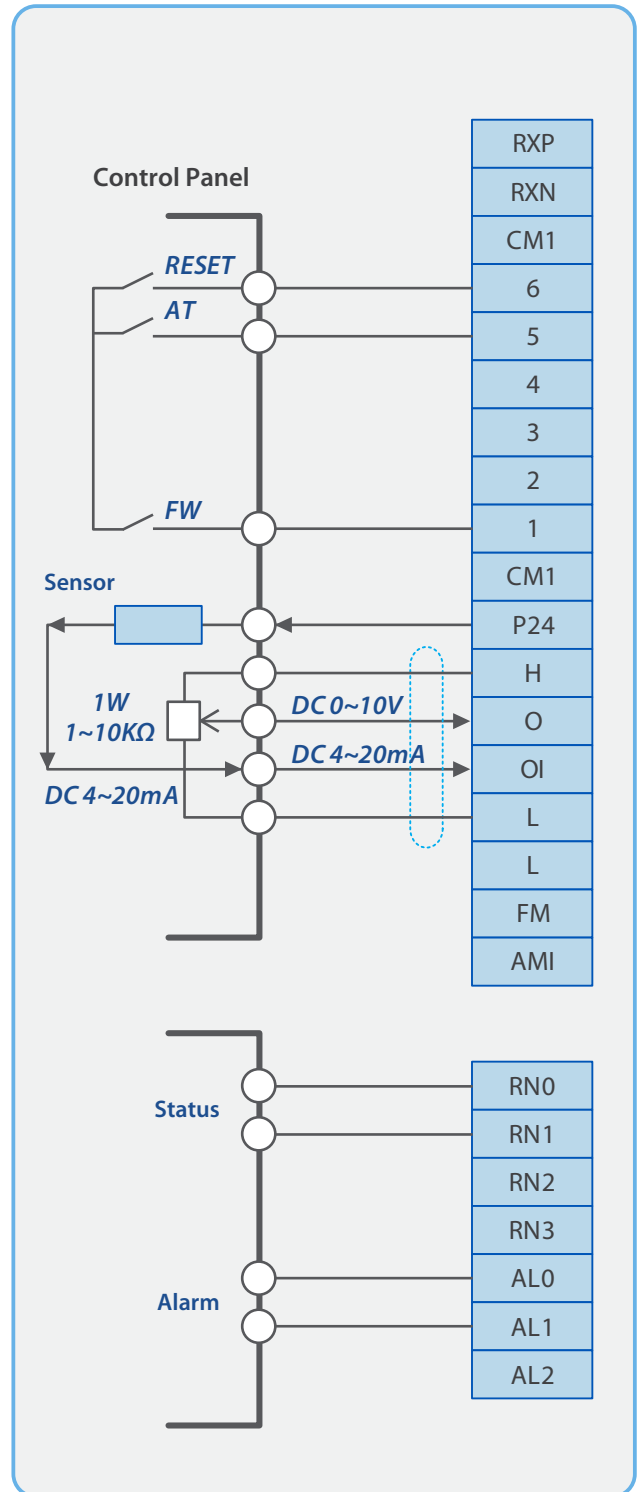 Control Panel
RXP
RXN
CM1
RESET
6
AT
5
4
3
2
FW
1
CM1
Sensor
P24
H
1W
1~10KΩ
DC 0~10V
O
DC 4~20mA
OI
DC 4~20mA
L
L
FM
AMI
RN0
Status
RN1
RN2
RN3
AL0
Alarm
AL1
AL2